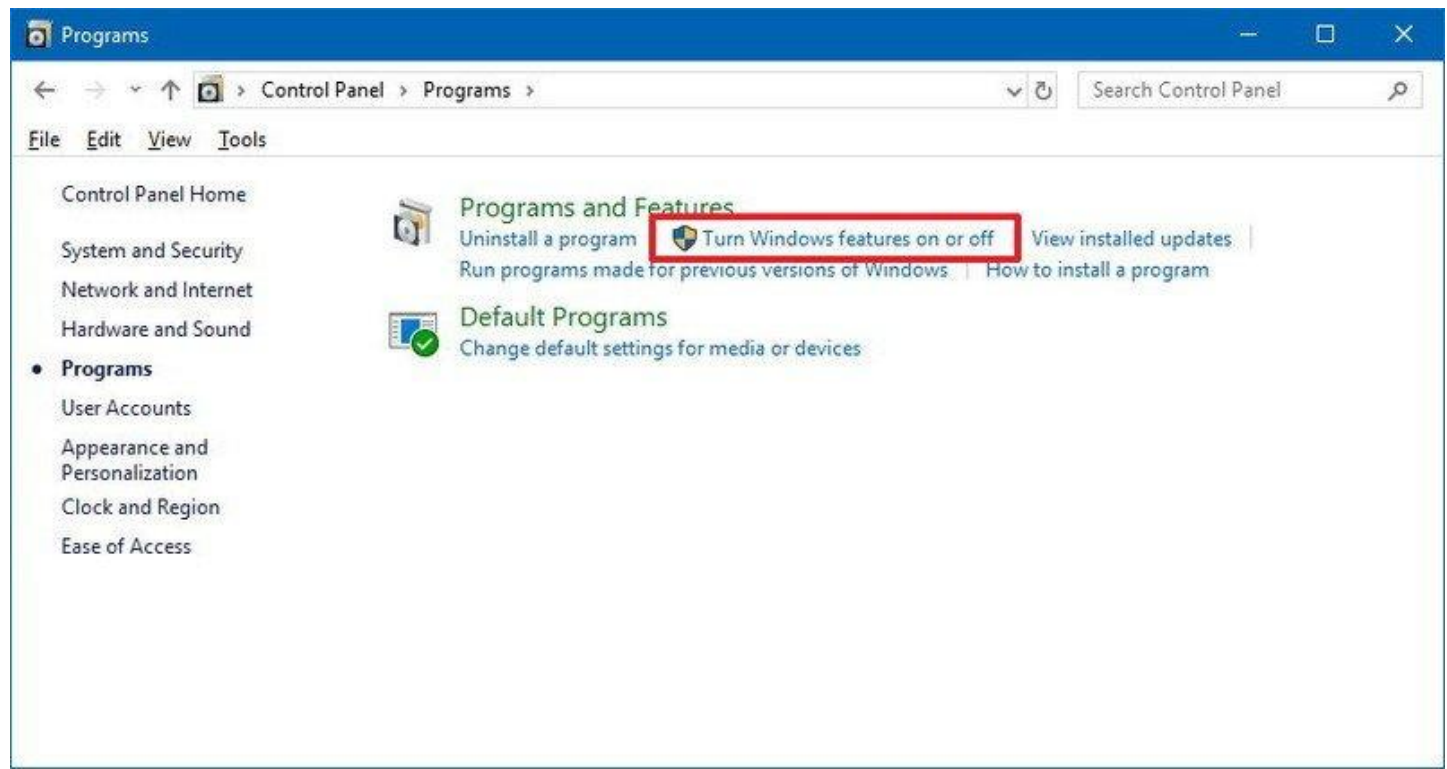 Programs
Control Panel > Programs >
Search Control Panel
File Edit View Tools
Control Panel Home
System and Security
Network and Internet
Hardware and Sound
Programs
User Accounts
Appearance and
Personalization
Clock and Region
Ease of Access
Programs and Features
Uninstall a program Turn Windows features on or off View installed updates
Run programs made for previous versions of Windows How to install a program
Default Programs
Change default settings for media or devices